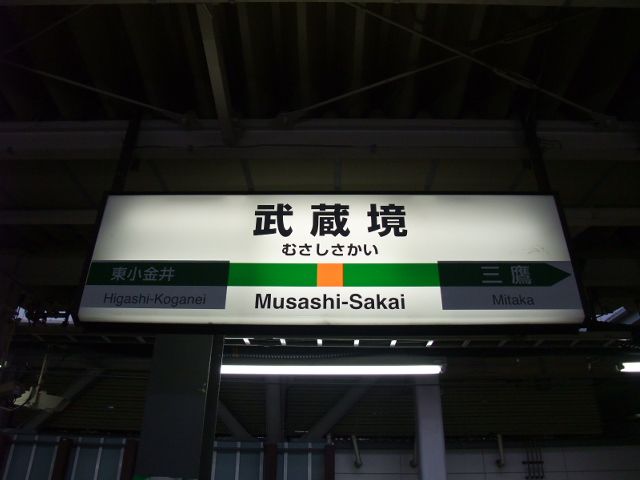 武蔵境
むさしさかい
東小金井
三鷹
Higashi-Koganei
Musashi-Sakai
Mitaka